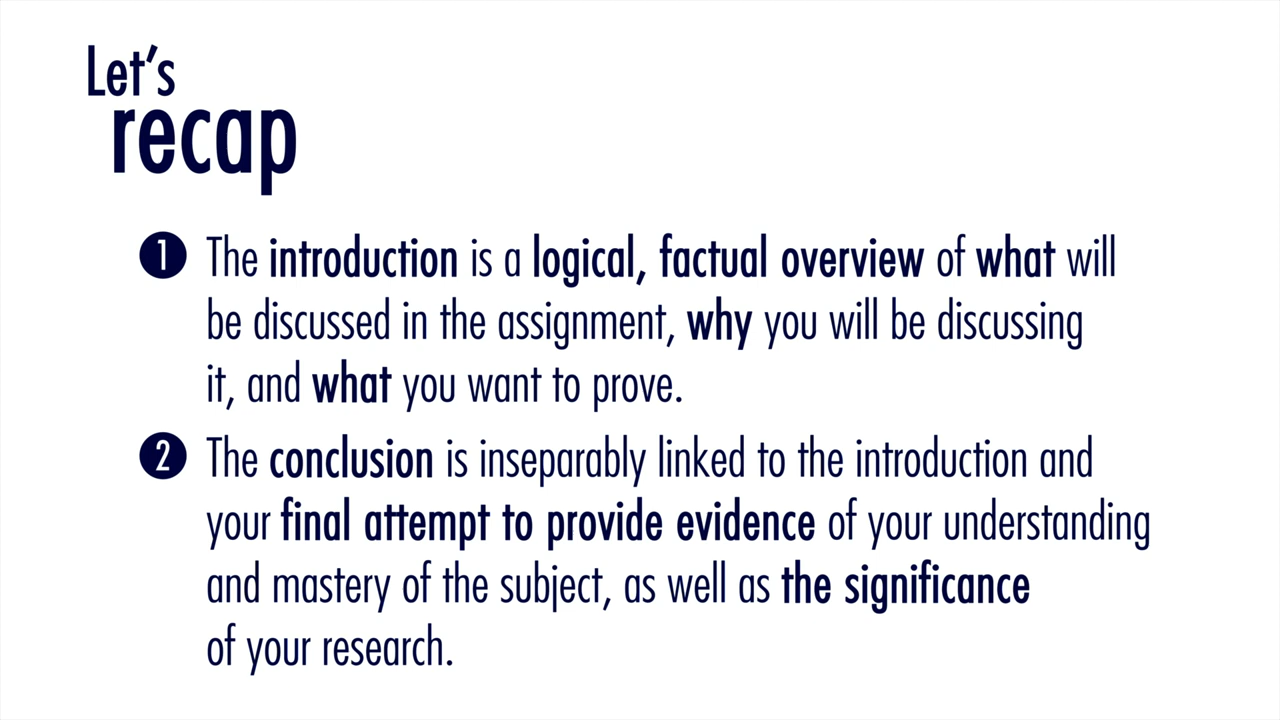 Let's
recap
1 The introduction is a logical, factual overview of what will
be discussed in the assignment, why you will be discussing
it, and what you want to prove.
2 The conclusion is inseparably linked to the introduction and
your final attempt to provide evidence of your understanding
and mastery of the subject, as well as the significance
of your research.